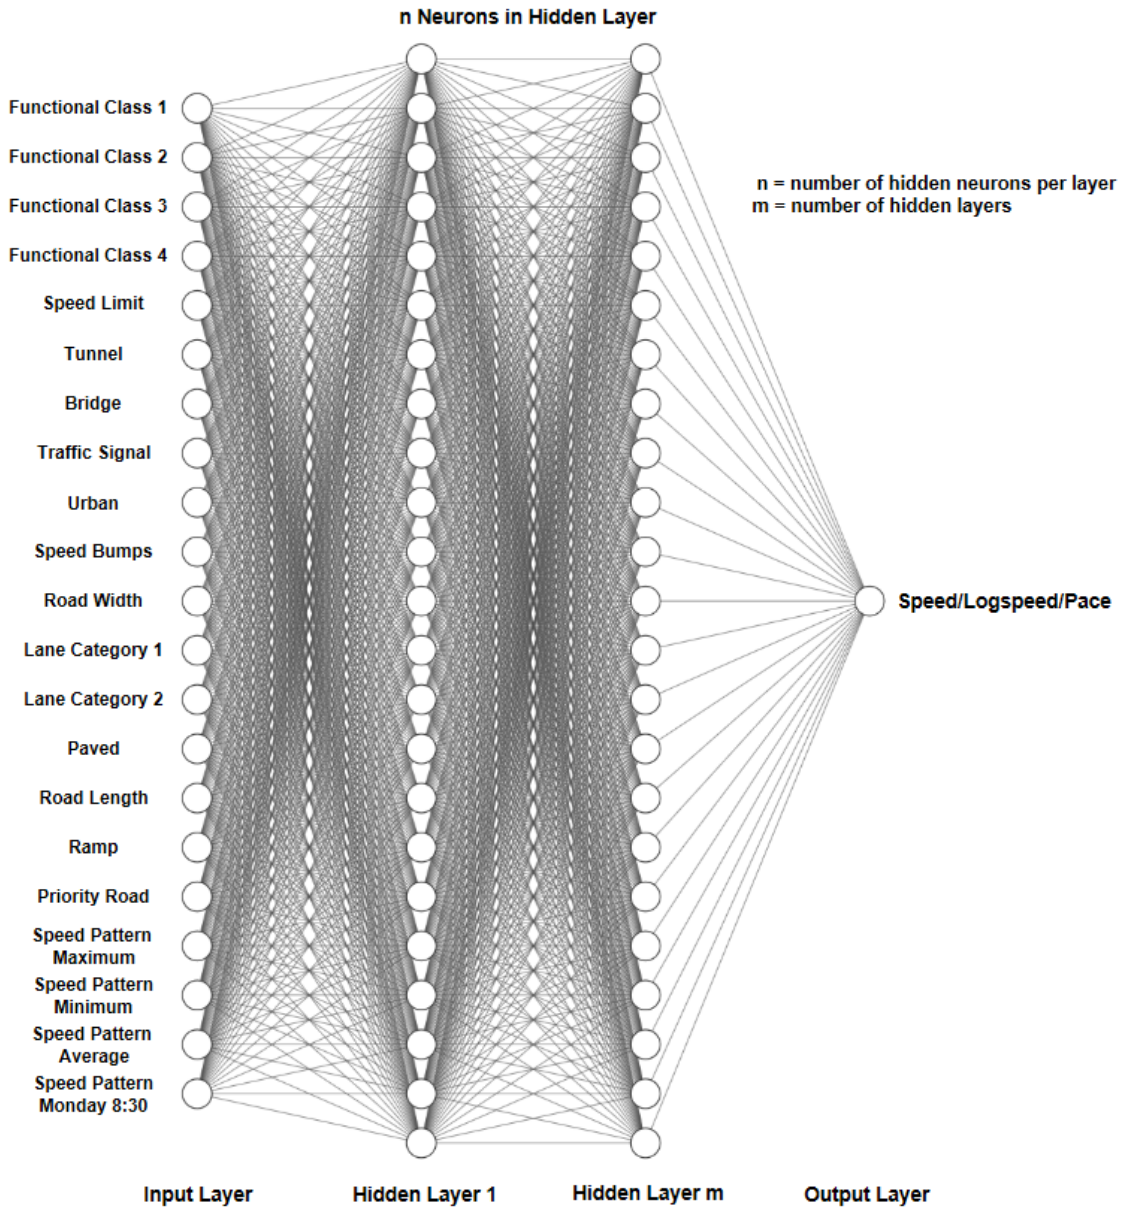 n Neurons in Hidden Layer
Functional Class 1
Functional Class 2
Functional Class 3
Functional Class 4
Speed Limit
Tunnel
Bridge
Traffic Signal
Urban
Speed Bumps
Road Width
Lane Category 1
Lane Category 2
Paved
Road Length
Ramp
Priority Road
Speed Pattern
Maximum
Speed Pattern
Minimum
Speed Pattern
Average
Speed Pattern
Monday 8:30
n = number of hidden neurons per layer
m = number of hidden layers
Speed/Logspeed/Pace
Input Layer
Hidden Layer 1
Hidden Layer m
Output Layer